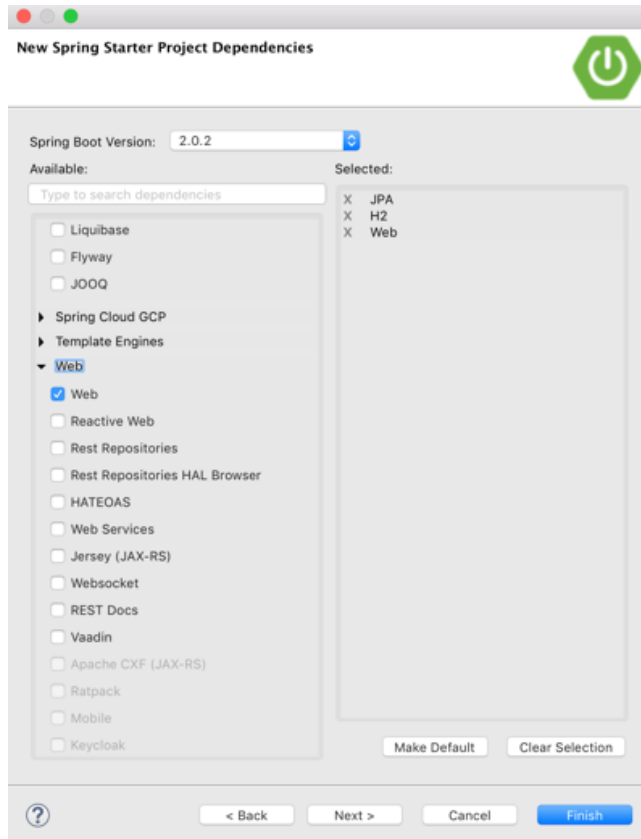 New Spring Starter Project Dependencies
Spring Boot Version: 2.0.2
Available:
Type to search dependencies
Liquibase
Flyway
JOOQ
Spring Cloud GCP
Template Engines
Web
Web
Reactive Web
Rest Repositories
Rest Repositories HAL Browser
HATEOAS
Web Services
Jersey (JAX-RS)
Websocket
REST Docs
Vaadin
Apache CXF (JAX-RS)
Ratpack
Mobile
Keycloak
Selected:
X JPA
X H2
X Web
Make Default Clear Selection
? < Back Next > Cancel Finish